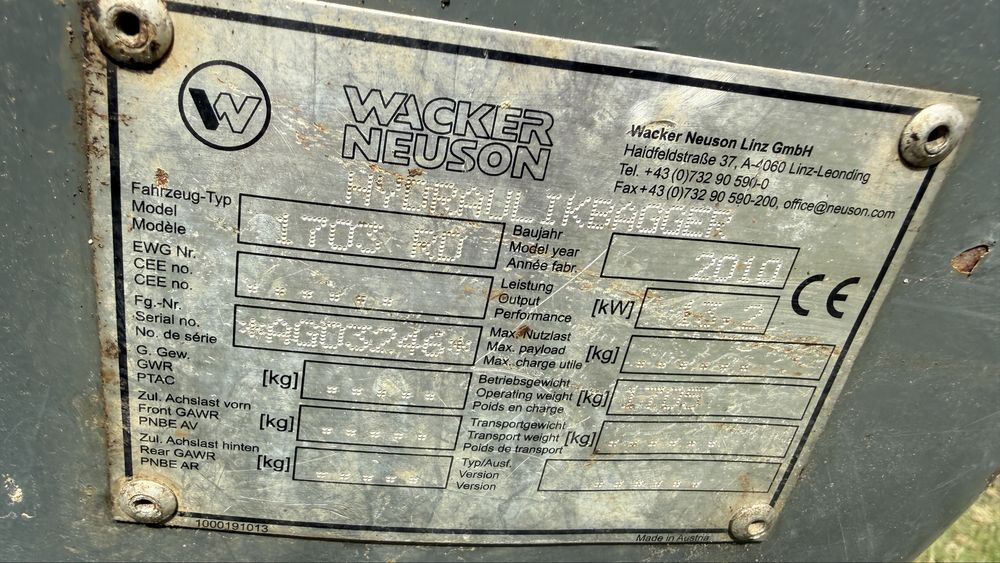 W
WACKER
NEUSON
Wacker Neuson Linz GmbH
Haidfeldstraße 37, A-4060 Linz-Leonding
Tel. +43(0)732 90 590-0
Fax+43(0)732 90 590-200, office@neuson.com
HYDRAULIKBAGGER
Fahrzeug-Typ
Model
Modèle
1703 RD
Baujahr
Model year
Année fabr.
2010
CE
EWG Nr.
CEE no.
CEE no.
Leistung
Output
Performance
[kW]
Fg.-Nr.
Serial no.
No. de série
*AG03248*
Max. Nutzlast
Max. payload
Max. charge utile
[kg]
G. Gew.
GWR
PTAC
[kg]
Betriebsgewicht
Operating weight
Poids en charge
[kg]
Zul. Achslast vorn
Front GAWR
PNBE AV
[kg]
Transportgewicht
Transport weight
Poids de transport
[kg]
Zul. Achslast hinten
Rear GAWR
PNBE AR
[kg]
Typ/Ausf.
Version
Version
1000191013
Made in Austria